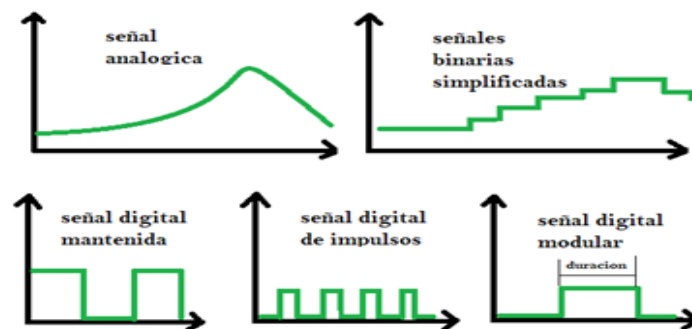 señal
analogica
señales
binarias
simplificadas
señal digital
mantenida
señal digital
de impulsos
señal digital
modular
duracion